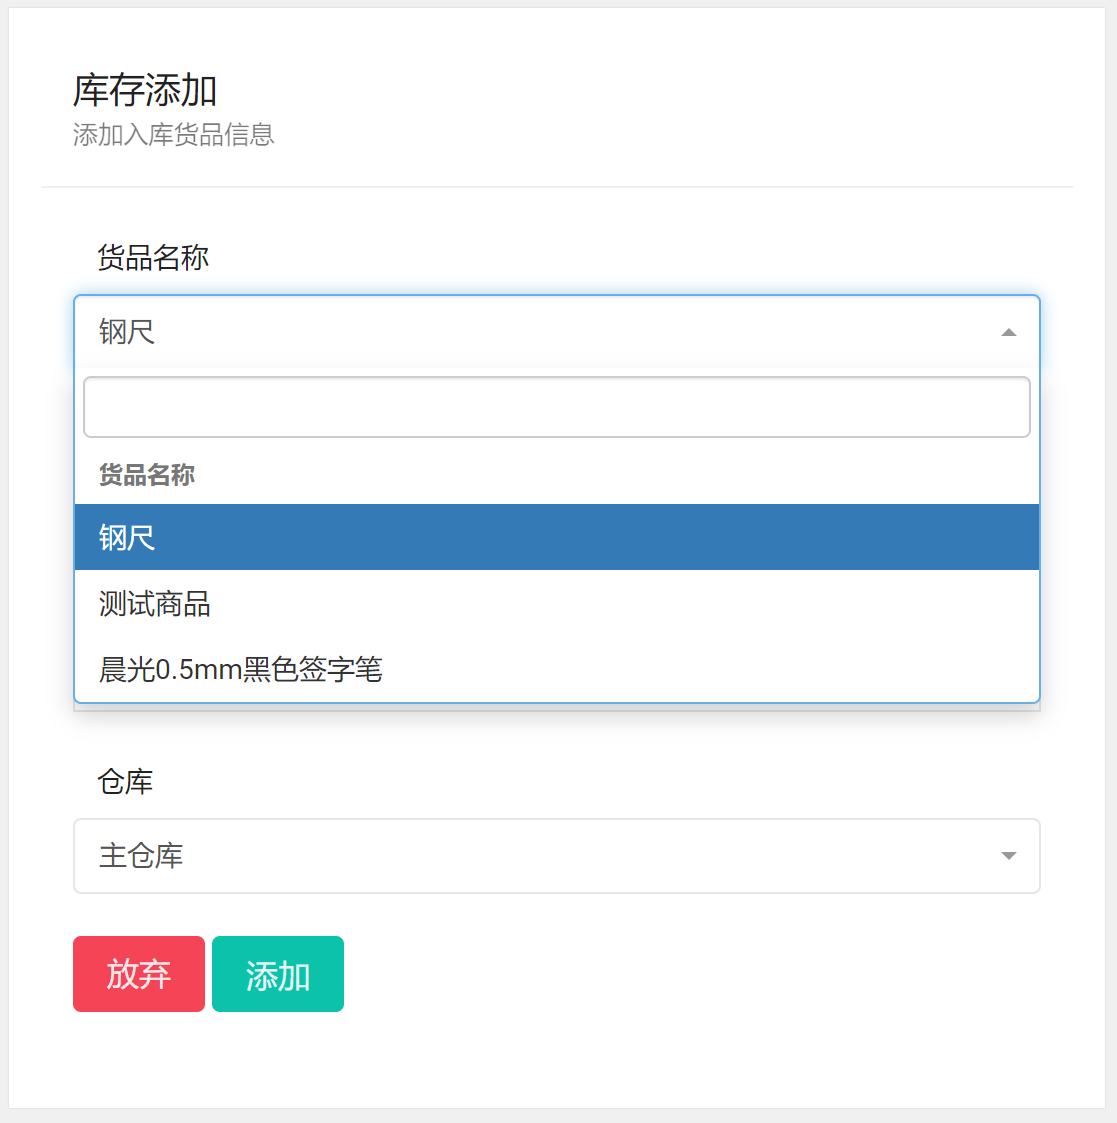 库存添加
添加入库货品信息
货品名称
钢尺
货品名称
钢尺
测试商品
晨光0.5mm黑色签字笔
仓库
主仓库
放弃 添加